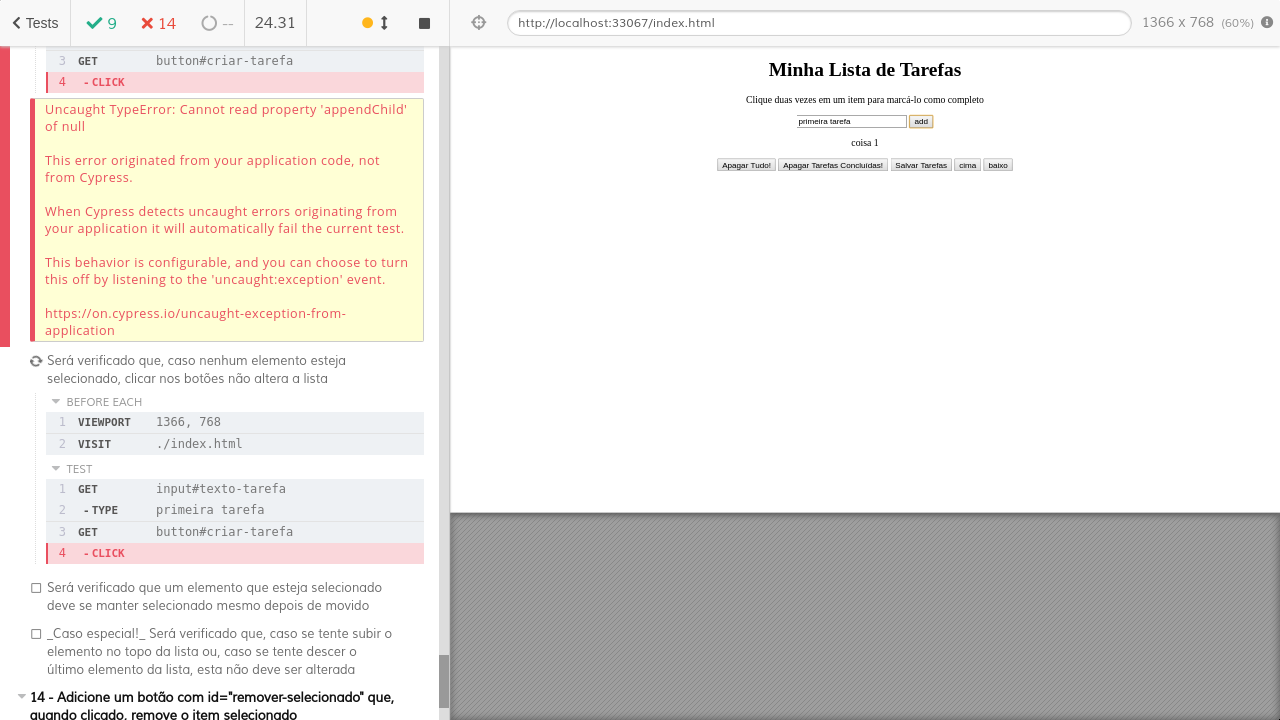 Tests
9
14
--
24.31
http://localhost:33067/index.html
1366 x 768 (60%)
3 GET button#criar-tarefa
4 - CLICK
Uncaught TypeError: Cannot read property 'appendChild'
of null
This error originated from your application code, not
from Cypress.
When Cypress detects uncaught errors originating from
your application it will automatically fail the current test.
This behavior is configurable, and you can choose to turn
this off by listening to the 'uncaught:exception' event.
https://on.cypress.io/uncaught-exception-from-
application
Será verificado que, caso nenhum elemento esteja
selecionado, clicar nos botões não altera a lista
BEFORE EACH
1 VIEWPORT 1366, 768
2 VISIT ./index.html
TEST
1 GET input#texto-tarefa
2 - TYPE primeira tarefa
3 GET button#criar-tarefa
4 - CLICK
Será verificado que um elemento que esteja selecionado
deve se manter selecionado mesmo depois de movido
_Caso especial!_ Será verificado que, caso se tente subir o
elemento no topo da lista ou, caso se tente descer o
último elemento da lista, esta não deve ser alterada
14 - Adicione um botão com id="remover-selecionado" que,
quando clicado, remove o item selecionado
Minha Lista de Tarefas
Clique duas vezes em um item para marcá-lo como completo
primeira tarefa add
coisa 1
Apagar Tudo! Apagar Tarefas Concluídas! Salvar Tarefas cima baixo